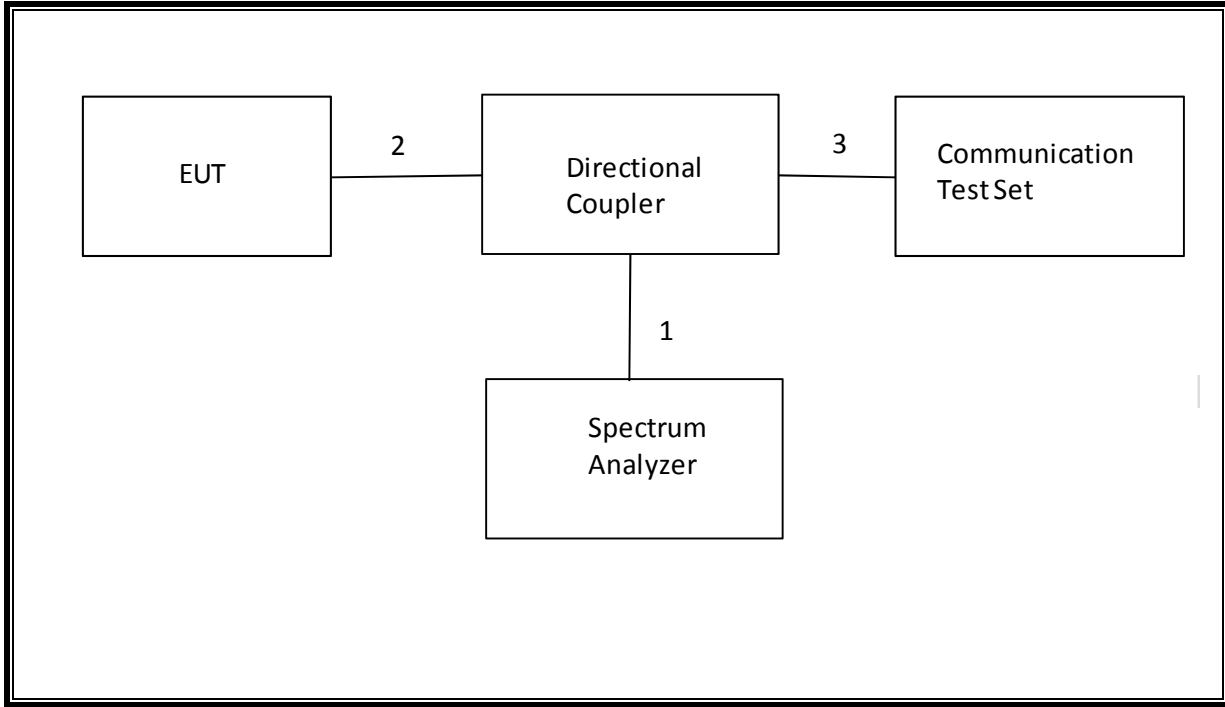 EUT
2
Directional
Coupler
3
Communication
Test Set
1
Spectrum
Analyzer